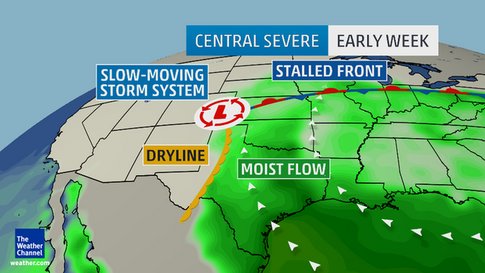 CENTRAL SEVERE EARLY WEEK
SLOW-MOVING
STORM SYSTEM
STALLED FRONT
L
DRYLINE
MOIST FLOW
The
Weather
Channel
weather.com